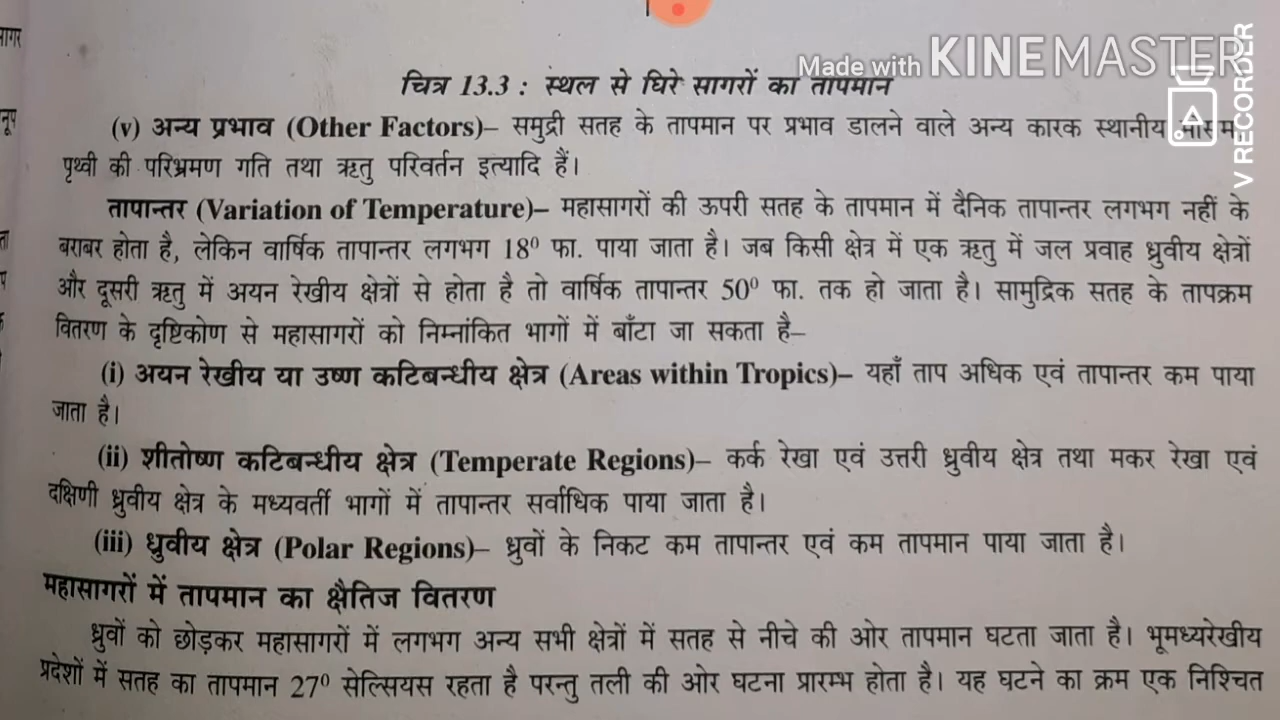 सागर
Made with KINEMASTER
V RECORDER
चित्र 13.3 : स्थल से घिरे सागरों का तापमान
(v) अन्य प्रभाव (Other Factors)– समुद्री सतह के तापमान पर प्रभाव डालने वाले अन्य कारक स्थानीय
पृथ्वी की परिभ्रमण गति तथा ऋतु परिवर्तन इत्यादि हैं।
तापान्तर (Variation of Temperature)– महासागरों की ऊपरी सतह के तापमान में दैनिक तापान्तर लगभग नहीं के
बराबर होता है, लेकिन वार्षिक तापान्तर लगभग 18⁰ फा. पाया जाता है। जब किसी क्षेत्र में एक ऋतु में जल प्रवाह ध्रुवीय क्षेत्रों
और दूसरी ऋतु में अयन रेखीय क्षेत्रों से होता है तो वार्षिक तापान्तर 50⁰ फा. तक हो जाता है। सामुद्रिक सतह के तापक्रम
वितरण के दृष्टिकोण से महासागरों को निम्नांकित भागों में बाँटा जा सकता है–
(i) अयन रेखीय या उष्ण कटिबन्धीय क्षेत्र (Areas within Tropics)– यहाँ ताप अधिक एवं तापान्तर कम पाया
जाता है।
(ii) शीतोष्ण कटिबन्धीय क्षेत्र (Temperate Regions)– कर्क रेखा एवं उत्तरी ध्रुवीय क्षेत्र तथा मकर रेखा एवं
दक्षिणी ध्रुवीय क्षेत्र के मध्यवर्ती भागों में तापान्तर सर्वाधिक पाया जाता है।
(iii) ध्रुवीय क्षेत्र (Polar Regions)– ध्रुवों के निकट कम तापान्तर एवं कम तापमान पाया जाता है।
महासागरों में तापमान का क्षैतिज वितरण
ध्रुवों को छोड़कर महासागरों में लगभग अन्य सभी क्षेत्रों में सतह से नीचे की ओर तापमान घटता जाता है। भूमध्यरेखीय
प्रदेशों में सतह का तापमान 27⁰ सेल्सियस रहता है परन्तु तली की ओर घटना प्रारम्भ होता है। यह घटने का क्रम एक निश्चित